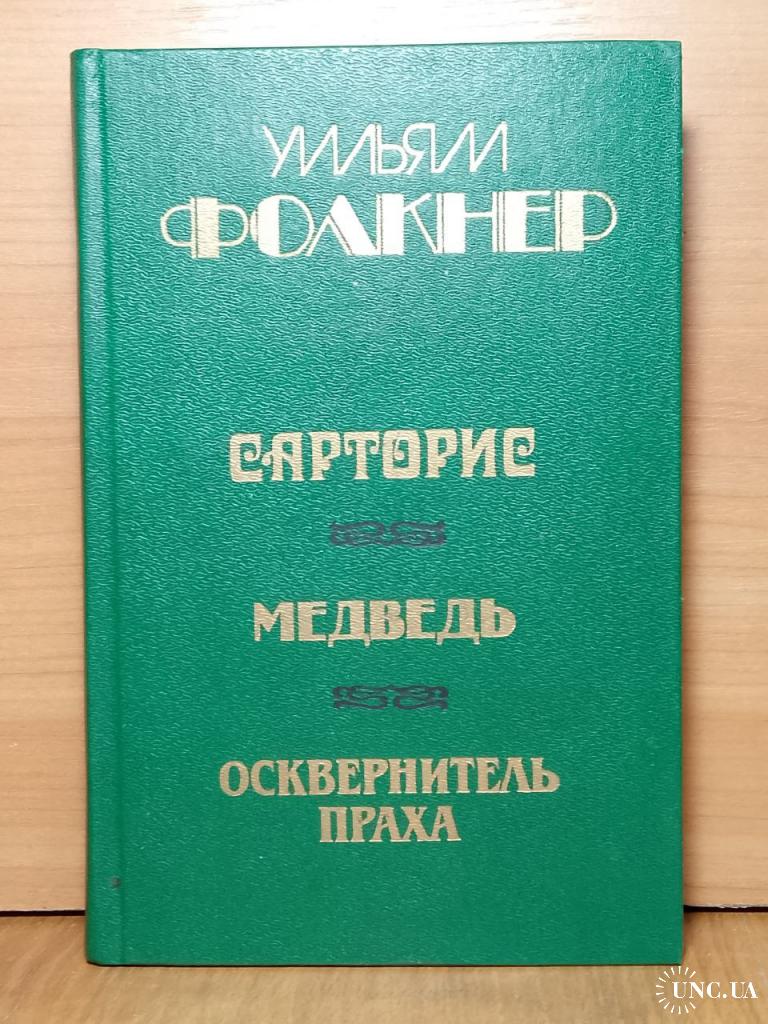 УИЛЬЯМ
ФОЛКНЕР
САРТОРИС
МЕДВЕДЬ
ОСКВЕРНИТЕЛЬ
ПРАХА
UNC.UA